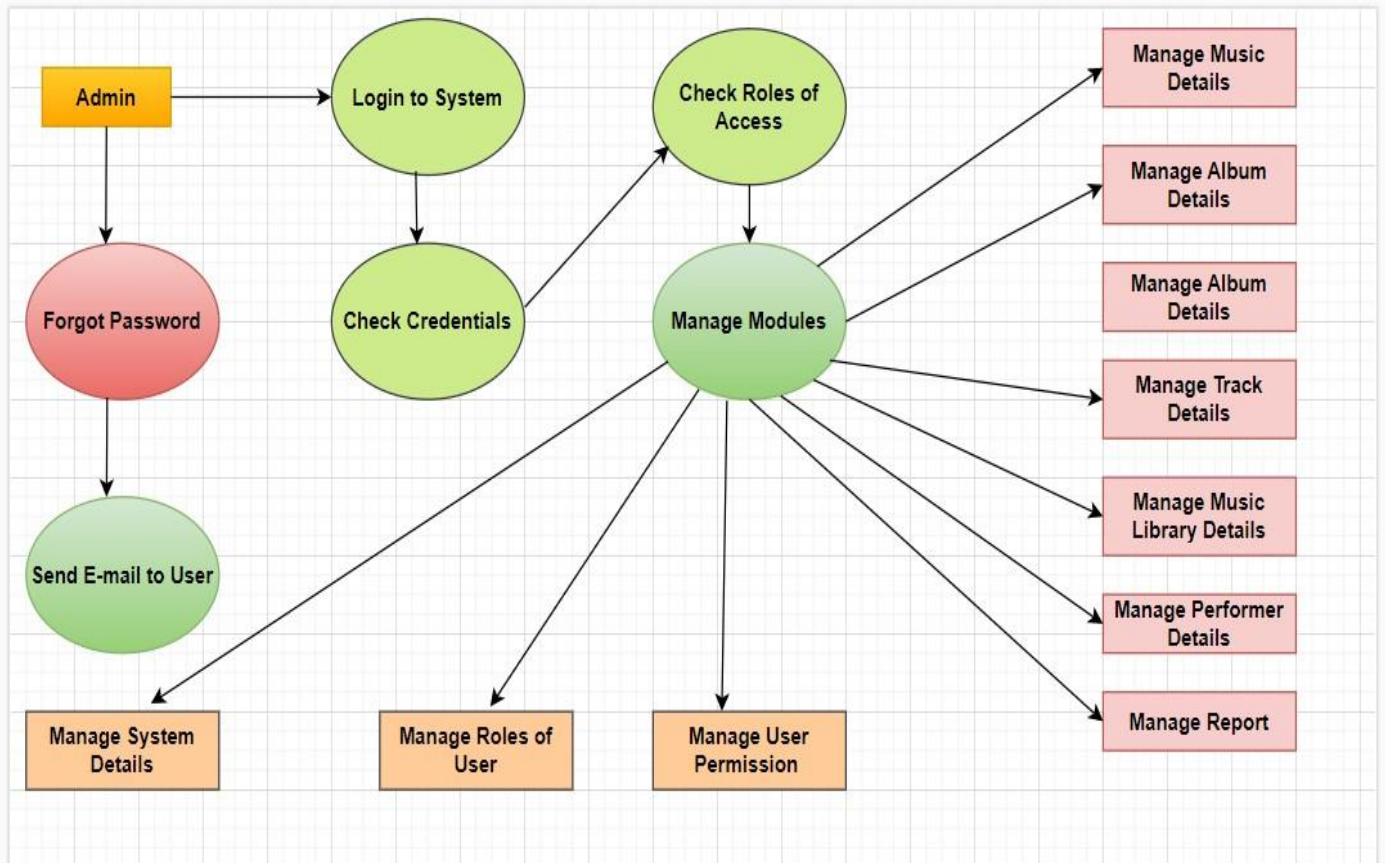 Admin
Login to System
Check Roles of
Access
Manage Music
Details
Manage Album
Details
Forgot Password
Check Credentials
Manage Modules
Manage Album
Details
Manage Track
Details
Manage Music
Library Details
Send E-mail to User
Manage Performer
Details
Manage System
Details
Manage Roles of
User
Manage User
Permission
Manage Report